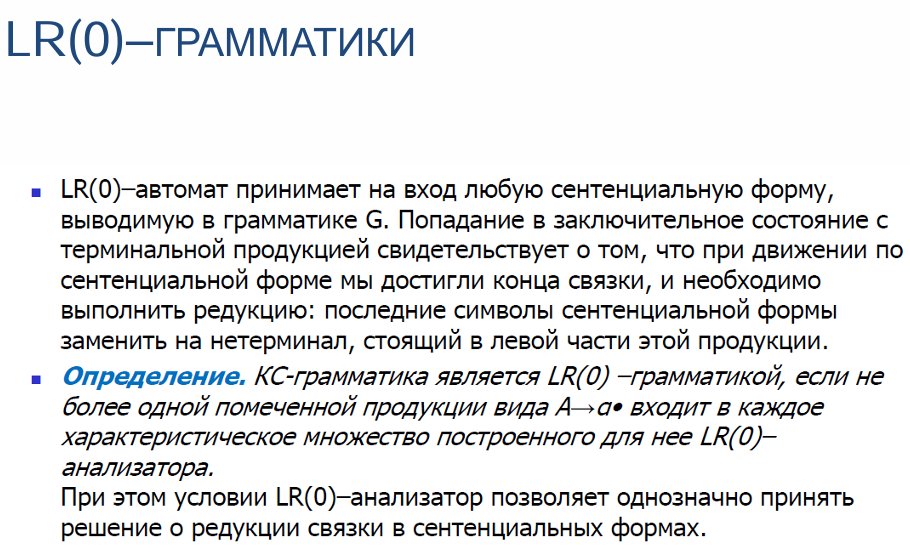 LR(0)–ГРАММАТИКИ
LR(0)–автомат принимает на вход любую сентенциальную форму,
выводимую в грамматике G. Попадание в заключительное состояние с
терминальной продукцией свидетельствует о том, что при движении по
сентенциальной форме мы достигли конца связки, и необходимо
выполнить редукцию: последние символы сентенциальной формы
заменить на нетерминал, стоящий в левой части этой продукции.
Определение. КС-грамматика является LR(0) –грамматикой, если не
более одной помеченной продукции вида A→α• входит в каждое
характеристическое множество построенного для нее LR(0)–
анализатора.
При этом условии LR(0)–анализатор позволяет однозначно принять
решение о редукции связки в сентенциальных формах.